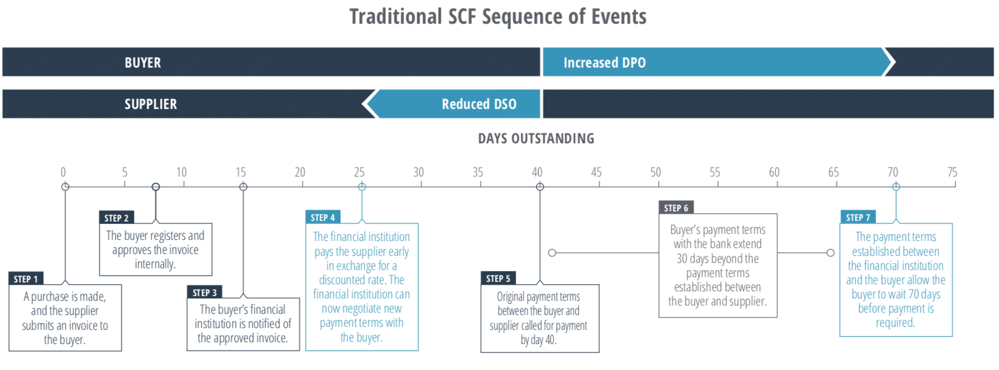 Traditional SCF Sequence of Events
BUYER
Increased DPO
SUPPLIER
Reduced DSO
DAYS OUTSTANDING
0 5 10 15 20 25 30 35 40 45 50 55 60 65 70 75
STEP 1
A purchase is made,
and the supplier
submits an invoice to
the buyer.
STEP 2
The buyer registers and
approves the invoice
internally.
STEP 3
The buyer's financial
institution is notified of
the approved invoice.
STEP 4
The financial institution
pays the supplier early
in exchange for a
discounted rate. The
financial institution can
now negotiate new
payment terms with
the buyer.
STEP 5
Original payment terms
between the buyer and
supplier called for payment
by day 40.
STEP 6
Buyer's payment terms
with the bank extend
30 days beyond the
payment terms
established between
the buyer and supplier.
STEP 7
The payment terms
established between
the financial institution
and the buyer allow the
buyer to wait 70 days
before payment is
required.